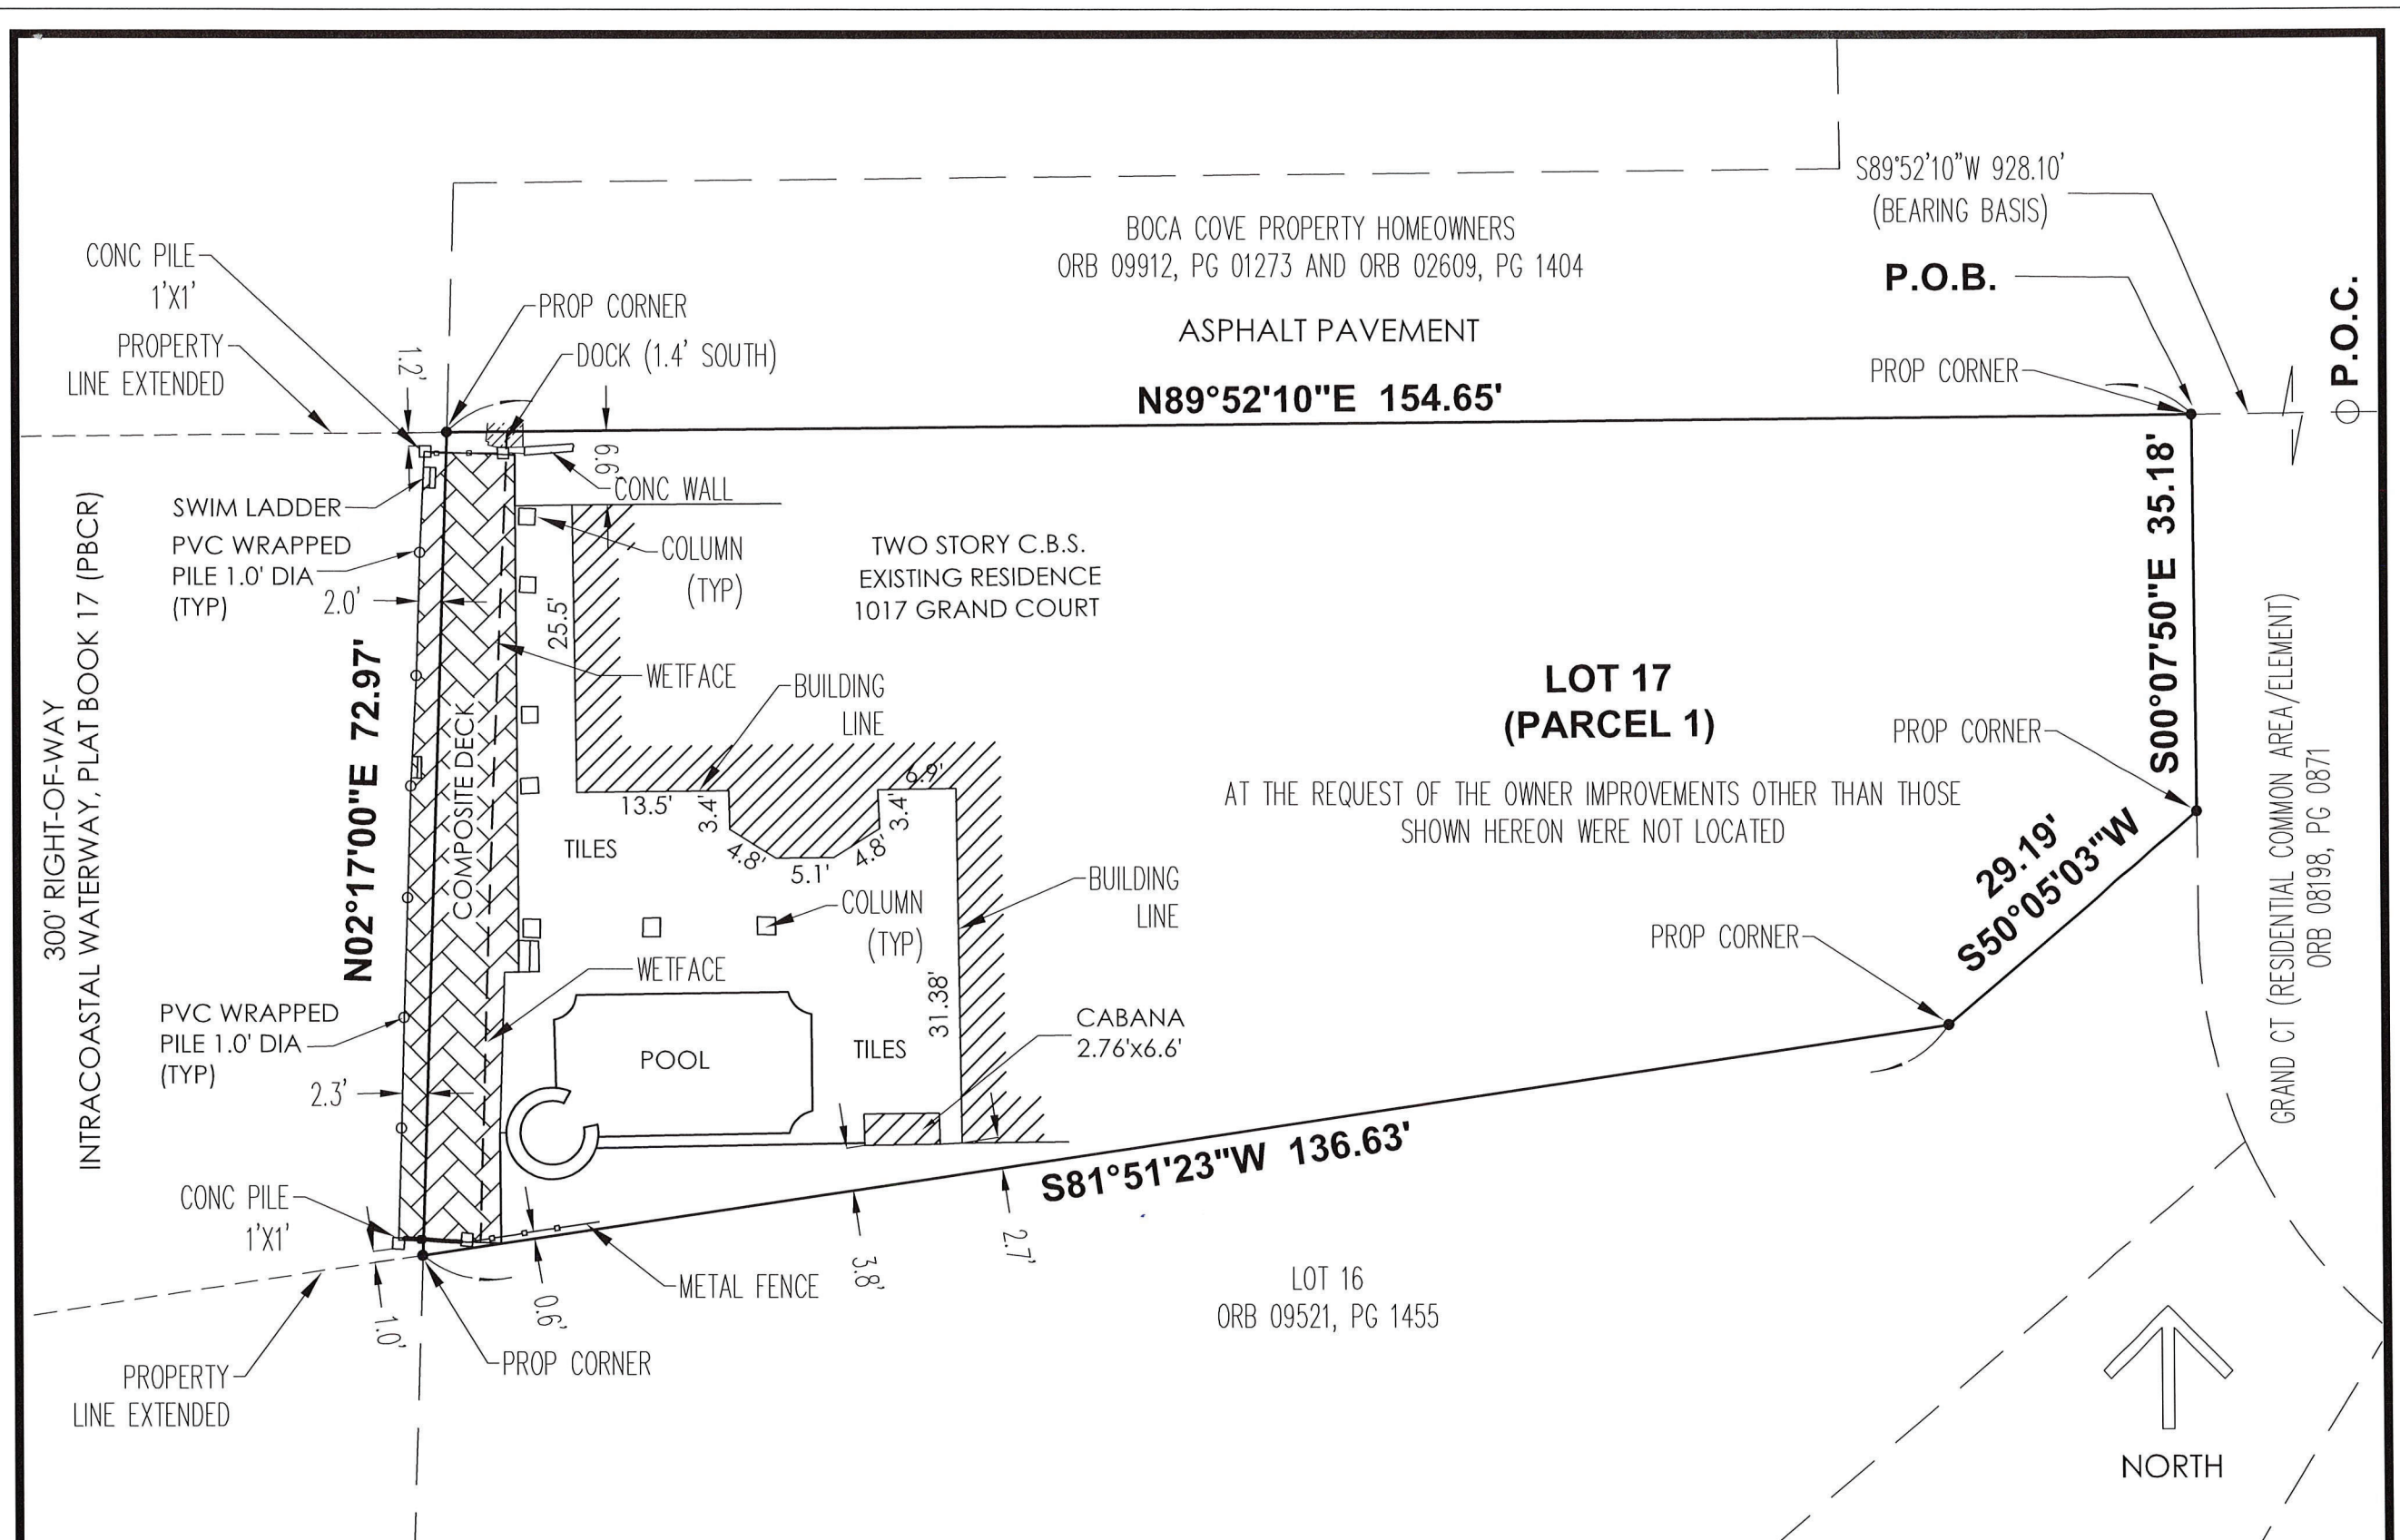 S89°52'10"W 928.10'
(BEARING BASIS)
BOCA COVE PROPERTY HOMEOWNERS
ORB 09912, PG 01273 AND ORB 02609, PG 1404
P.O.B.
P.O.C.
CONC PILE
1'X1'
PROP CORNER
ASPHALT PAVEMENT
PROPERTY
LINE EXTENDED
1.2'
DOCK (1.4' SOUTH)
PROP CORNER
N89°52'10"E 154.65'
6.6'
CONC WALL
S00°07'50"E 35.18'
SWIM LADDER
PVC WRAPPED
PILE 1.0' DIA
(TYP)
2.0'
COLUMN
(TYP)
25.5'
TWO STORY C.B.S.
EXISTING RESIDENCE
1017 GRAND COURT
300' RIGHT-OF-WAY
INTRACOASTAL WATERWAY, PLAT BOOK 17 (PBCR)
N02°17'00"E 72.97'
COMPOSITE DECK
WETFACE
BUILDING
LINE
LOT 17
(PARCEL 1)
PROP CORNER
AT THE REQUEST OF THE OWNER IMPROVEMENTS OTHER THAN THOSE
SHOWN HEREON WERE NOT LOCATED
GRAND CT (RESIDENTIAL COMMON AREA/ELEMENT)
ORB 08198, PG 0871
13.5'
3.4'
4.8'
5.1'
4.8'
3.4'
6.9'
TILES
29.19'
S50°05'03"W
BUILDING
LINE
COLUMN
(TYP)
PROP CORNER
WETFACE
31.38'
PVC WRAPPED
PILE 1.0' DIA
(TYP)
2.3'
POOL
TILES
CABANA
2.76'x6.6'
S81°51'23"W 136.63'
CONC PILE
1'X1'
METAL FENCE
0.6'
3.8'
2.7'
1.0'
LOT 16
ORB 09521, PG 1455
PROP CORNER
PROPERTY
LINE EXTENDED
NORTH